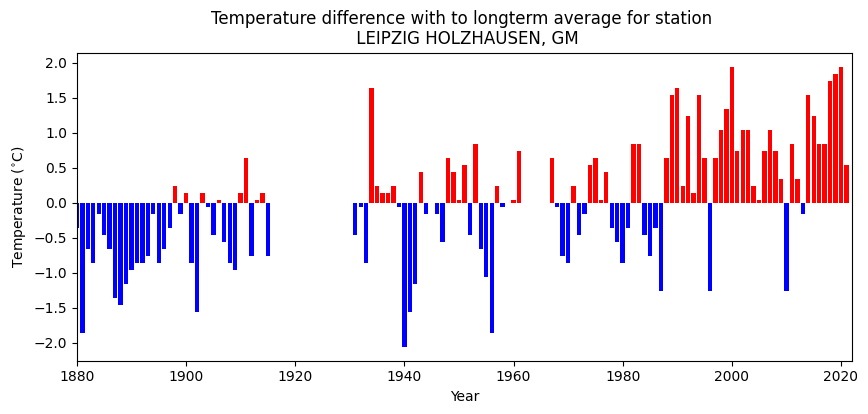 Temperature difference with to longterm average for station
LEIPZIG HOLZHAUSEN, GM
2.0
1.5
1.0
0.5
0.0
−0.5
−1.0
−1.5
−2.0
Temperature (°C)
1880 1900 1920 1940 1960 1980 2000 2020
Year